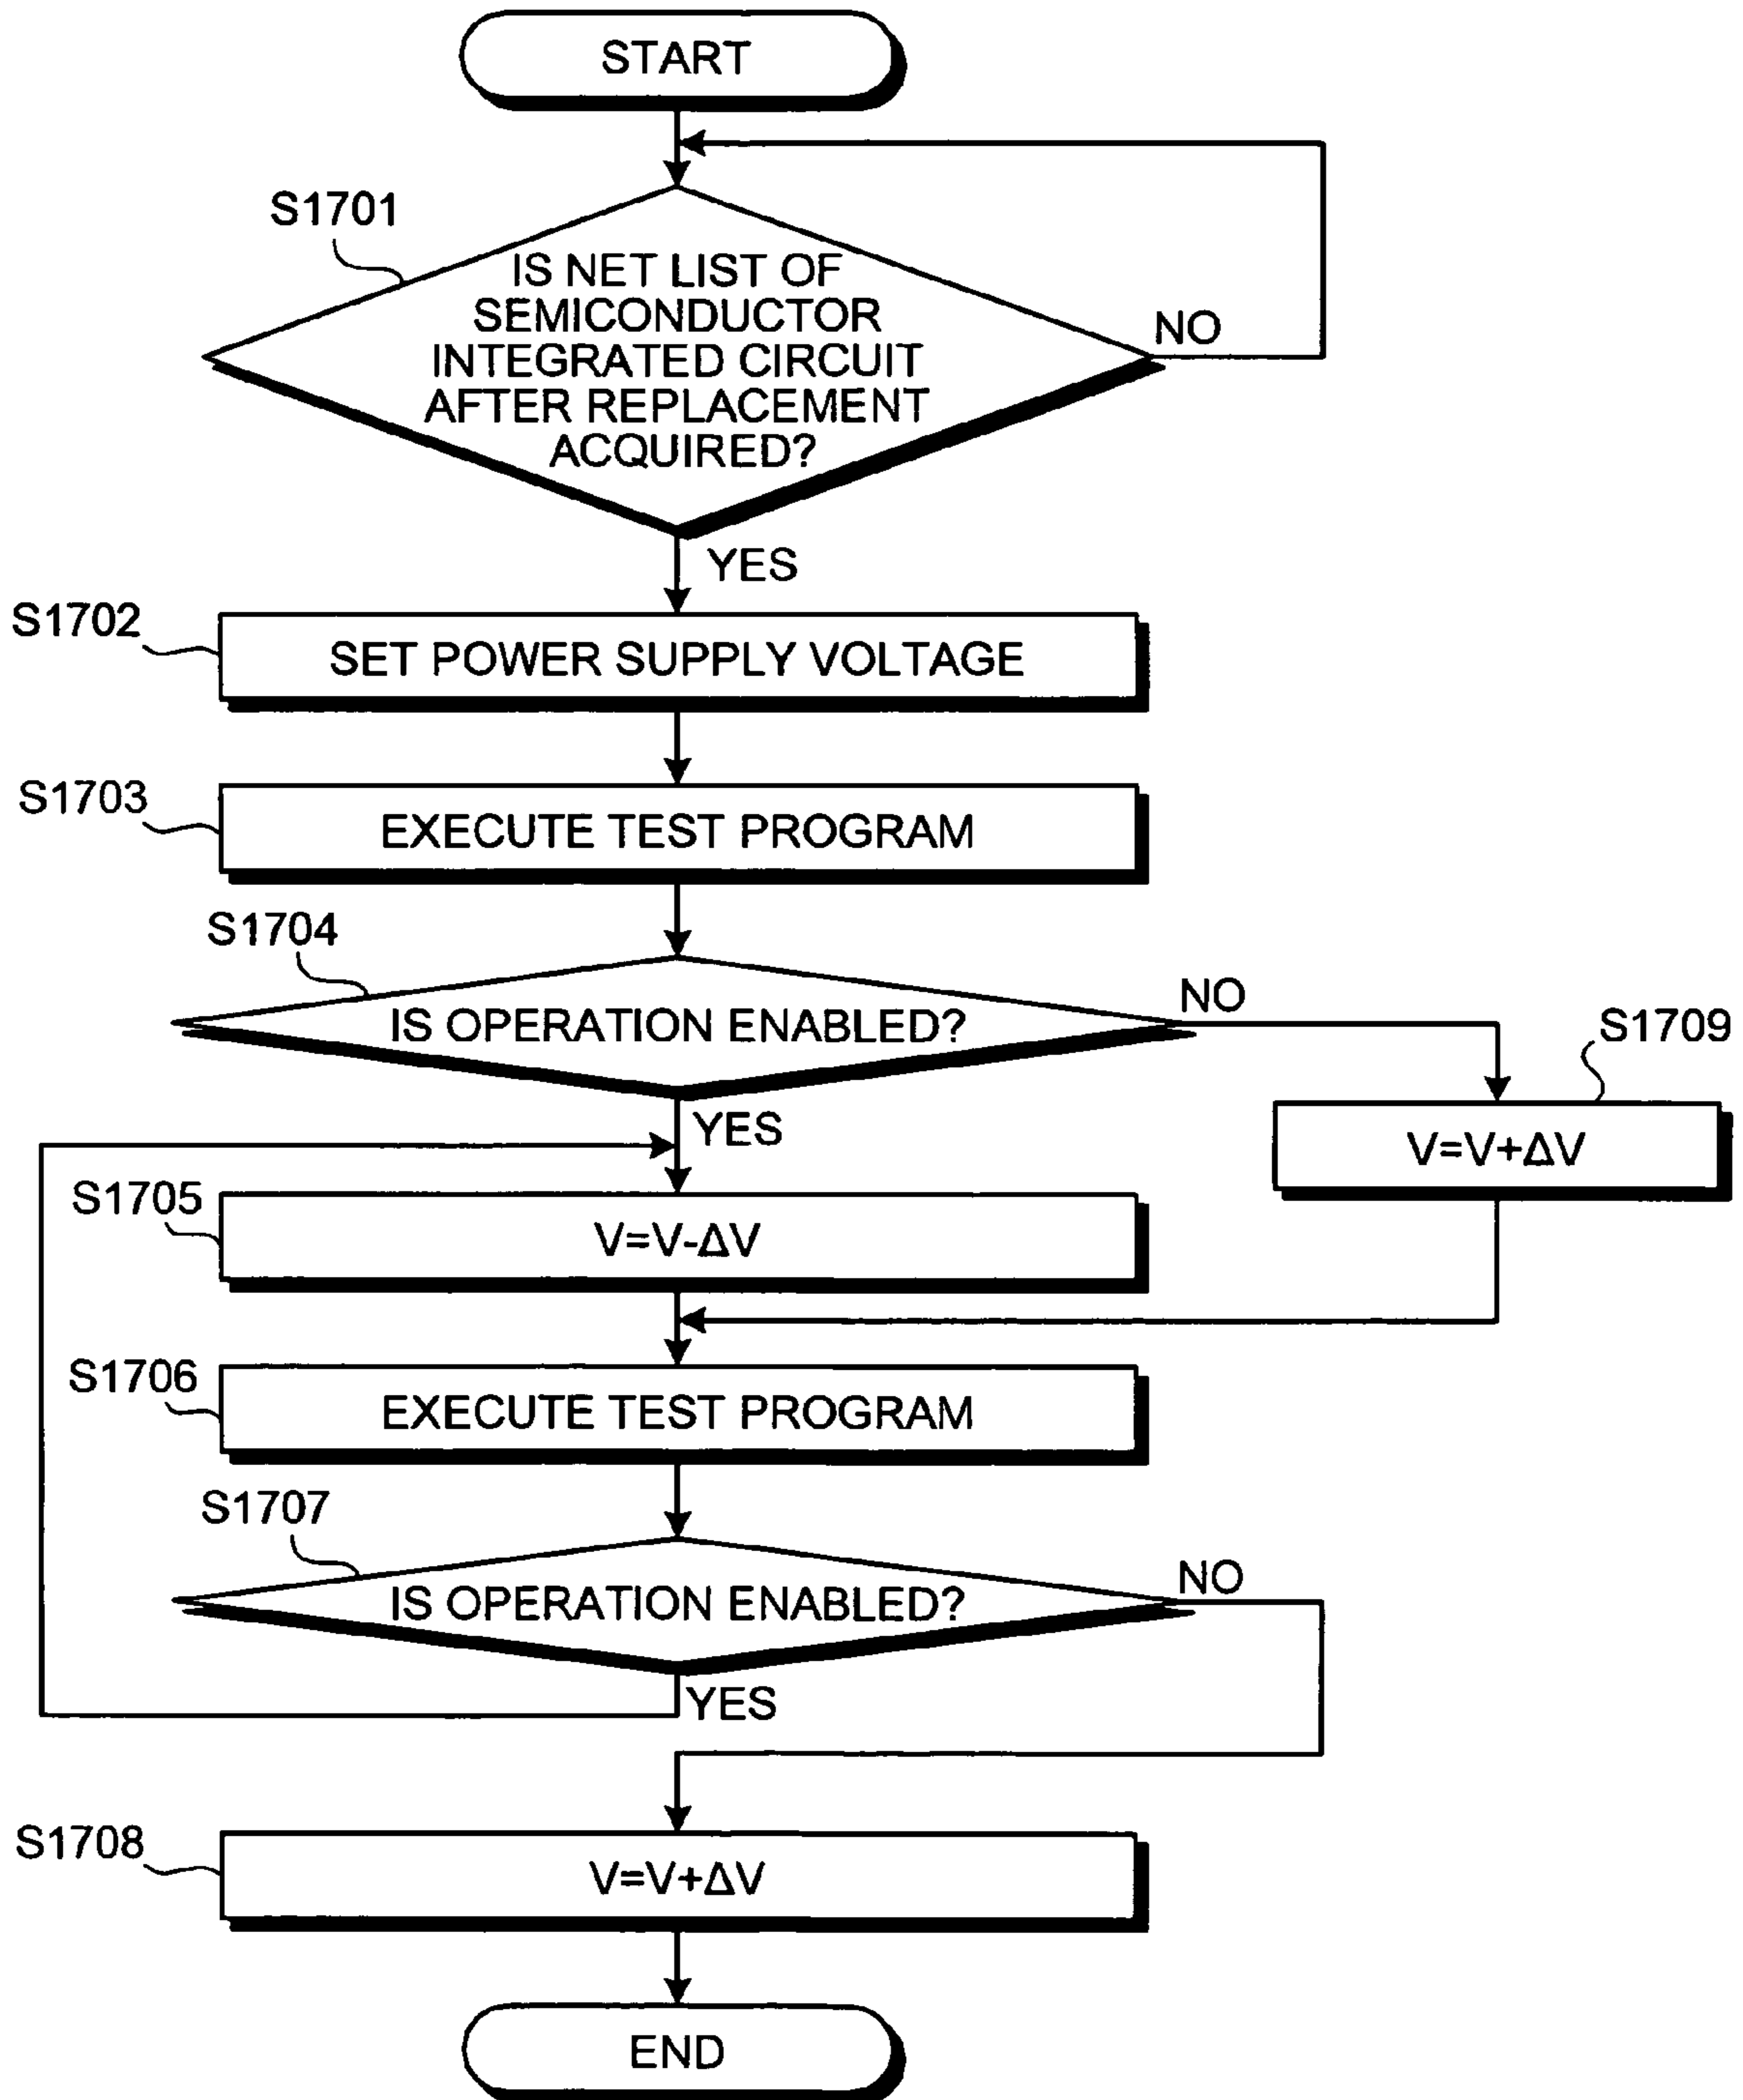 START
S1701
IS NET LIST OF
SEMICONDUCTOR
INTEGRATED CIRCUIT
AFTER REPLACEMENT
ACQUIRED?
NO
YES
S1702
SET POWER SUPPLY VOLTAGE
S1703
EXECUTE TEST PROGRAM
S1704
IS OPERATION ENABLED?
NO
S1709
V=V+ΔV
YES
S1705
V=V-ΔV
S1706
EXECUTE TEST PROGRAM
S1707
IS OPERATION ENABLED?
NO
YES
S1708
V=V+ΔV
END